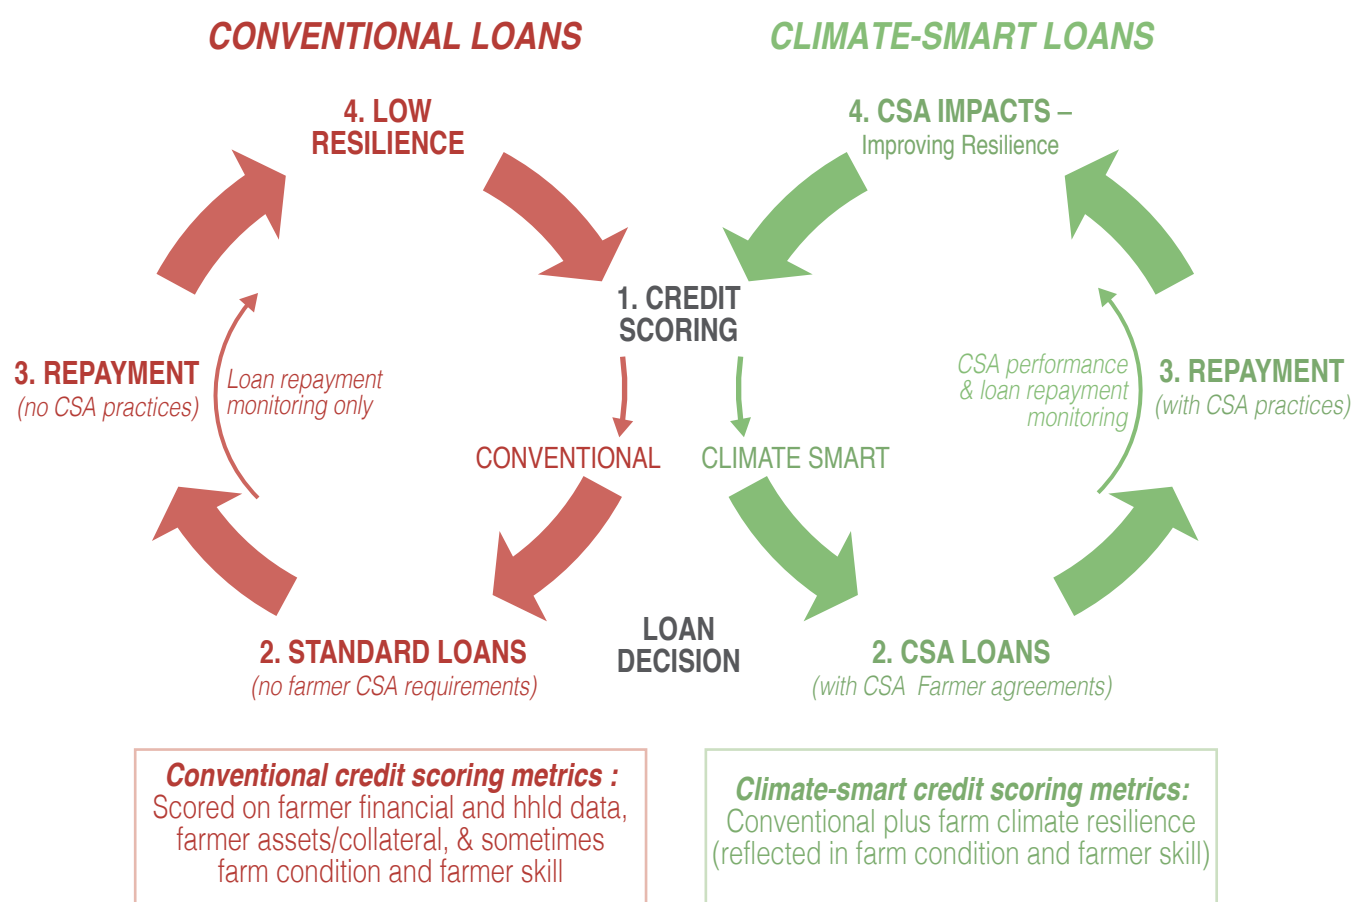 CONVENTIONAL LOANS
CLIMATE-SMART LOANS
4. LOW
RESILIENCE
4. CSA IMPACTS –
Improving Resilience
1. CREDIT
SCORING
3. REPAYMENT
(no CSA practices)
Loan repayment
monitoring only
CSA performance
& loan repayment
monitoring
3. REPAYMENT
(with CSA practices)
CONVENTIONAL
CLIMATE SMART
2. STANDARD LOANS
(no farmer CSA requirements)
LOAN
DECISION
2. CSA LOANS
(with CSA Farmer agreements)
Conventional credit scoring metrics :
Scored on farmer financial and hhld data,
farmer assets/collateral, & sometimes
farm condition and farmer skill
Climate-smart credit scoring metrics:
Conventional plus farm climate resilience
(reflected in farm condition and farmer skill)